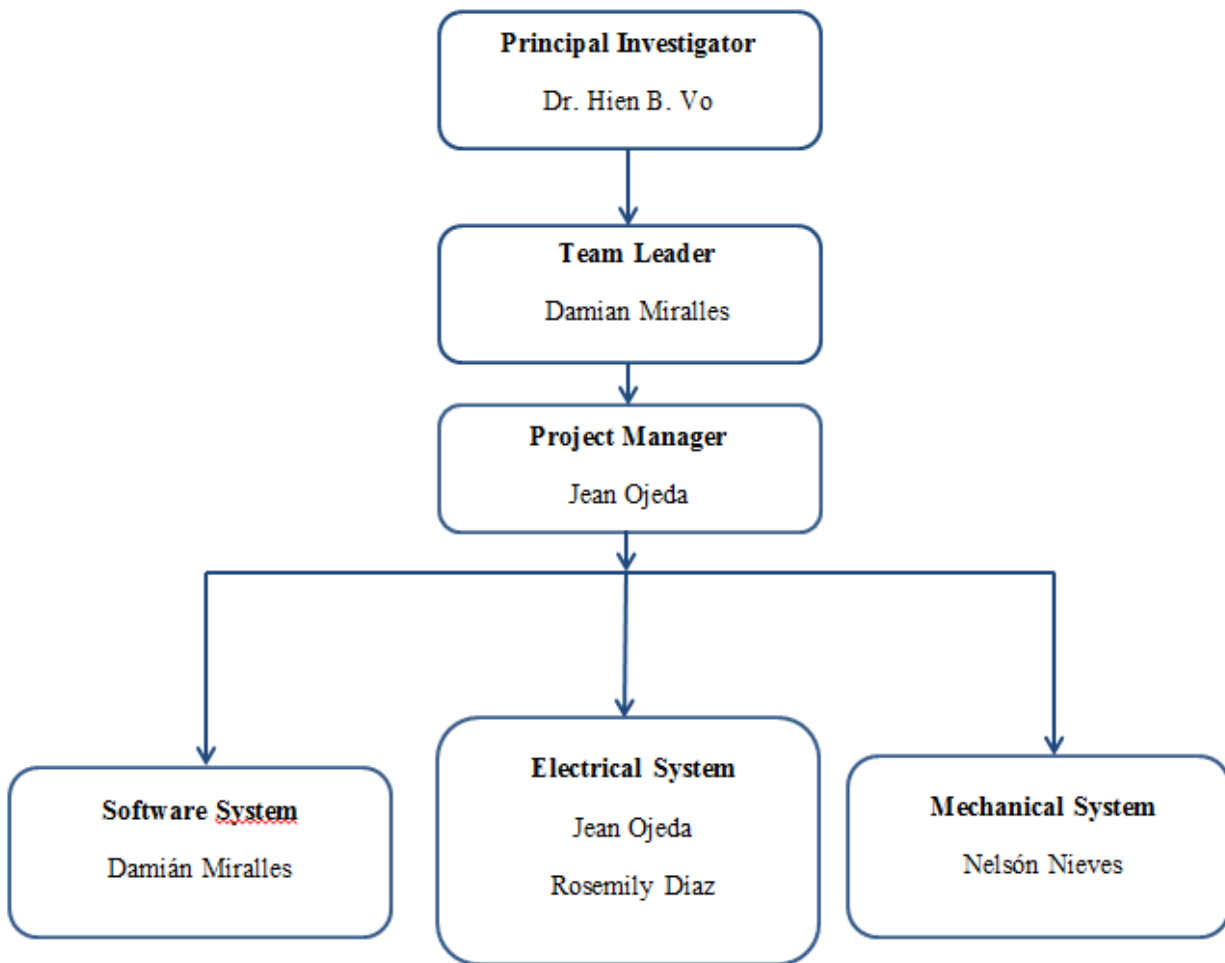 Principal Investigator
Dr. Hien B. Vo
Team Leader
Damian Miralles
Project Manager
Jean Ojeda
Software System
Damián Miralles
Electrical System
Jean Ojeda
Rosemily Diaz
Mechanical System
Nelsón Nieves